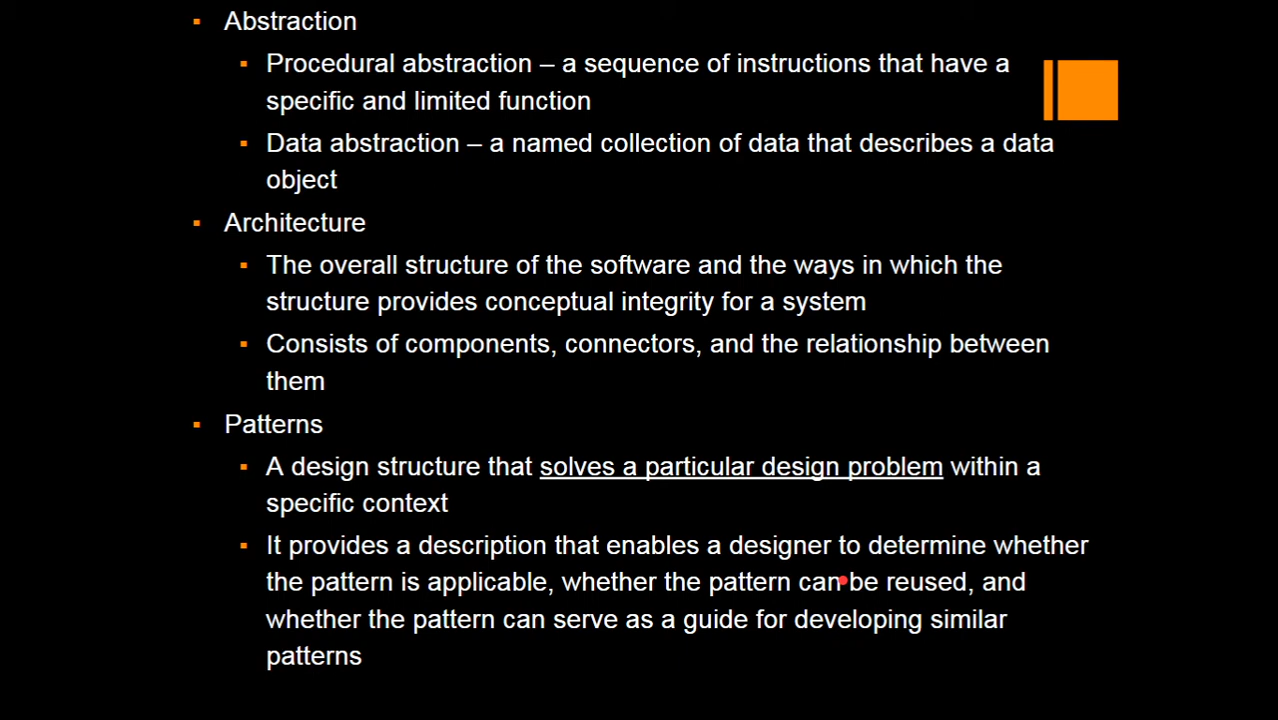 Abstraction
Procedural abstraction – a sequence of instructions that have a
specific and limited function
Data abstraction – a named collection of data that describes a data
object
Architecture
The overall structure of the software and the ways in which the
structure provides conceptual integrity for a system
Consists of components, connectors, and the relationship between
them
Patterns
A design structure that solves a particular design problem within a
specific context
It provides a description that enables a designer to determine whether
the pattern is applicable, whether the pattern can be reused, and
whether the pattern can serve as a guide for developing similar
patterns